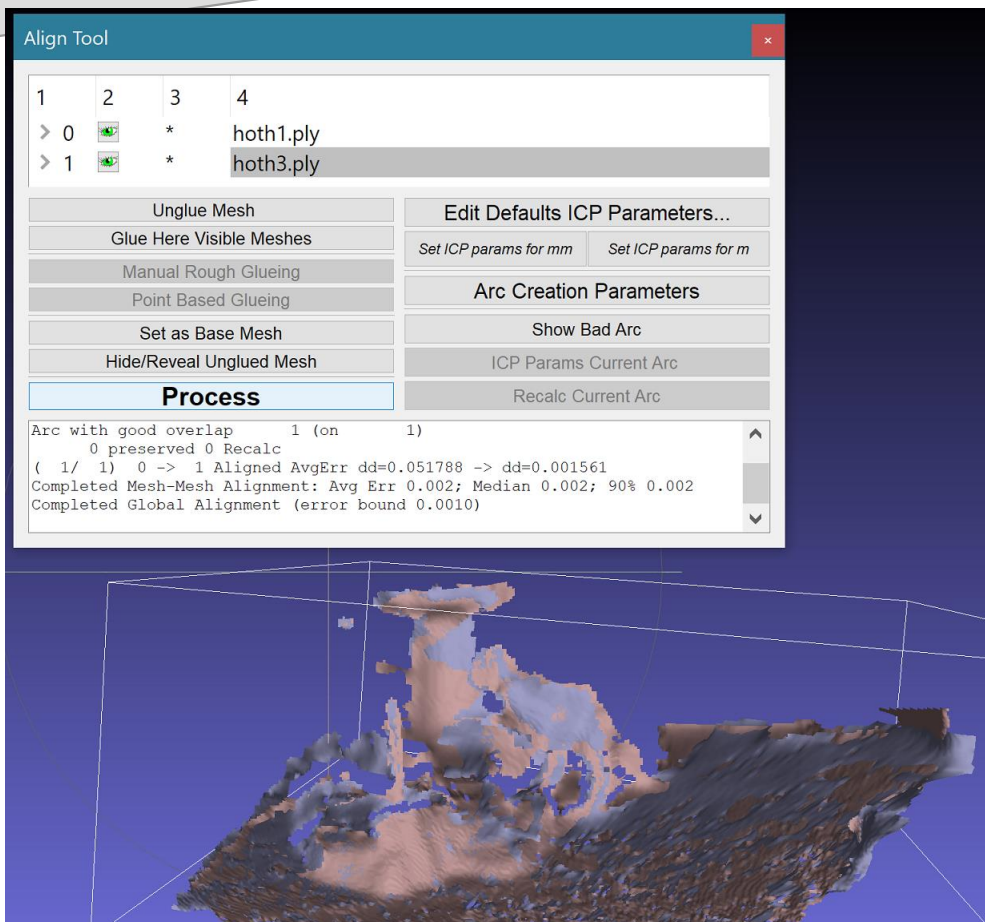 Align Tool
×
1 2 3 4
> 0 * hoth1.ply
> 1 * hoth3.ply
Unglue Mesh
Glue Here Visible Meshes
Manual Rough Glueing
Point Based Glueing
Set as Base Mesh
Hide/Reveal Unglued Mesh
Process
Edit Defaults ICP Parameters...
Set ICP params for mm Set ICP params for m
Arc Creation Parameters
Show Bad Arc
ICP Params Current Arc
Recalc Current Arc
Arc with good overlap 1 (on 1)
0 preserved 0 Recalc
( 1/ 1) 0 -> 1 Aligned AvgErr dd=0.051788 -> dd=0.001561
Completed Mesh-Mesh Alignment: Avg Err 0.002; Median 0.002; 90% 0.002
Completed Global Alignment (error bound 0.0010)